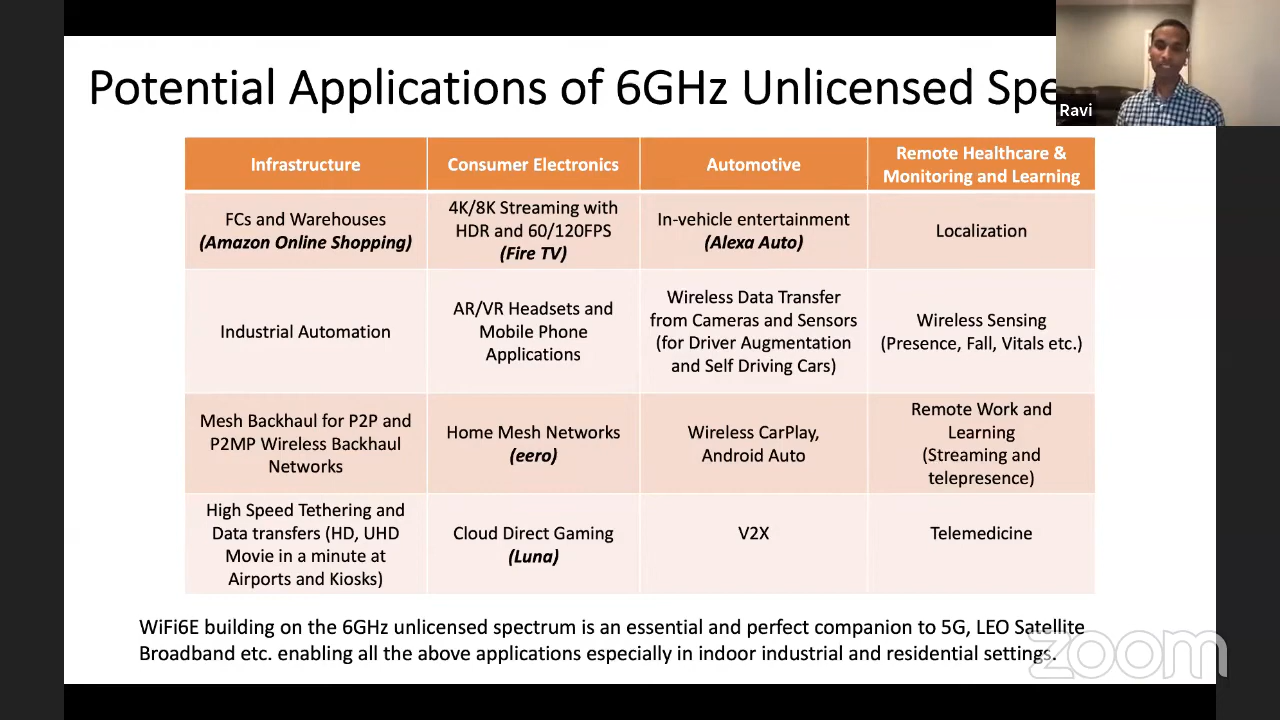 Potential Applications of 6GHz Unlicensed Spe
Ravi
Infrastructure
Consumer Electronics
Automotive
Remote Healthcare &
Monitoring and Learning
FCs and Warehouses
(Amazon Online Shopping)
4K/8K Streaming with
HDR and 60/120FPS
(Fire TV)
In-vehicle entertainment
(Alexa Auto)
Localization
Industrial Automation
AR/VR Headsets and
Mobile Phone
Applications
Wireless Data Transfer
from Cameras and Sensors
(for Driver Augmentation
and Self Driving Cars)
Wireless Sensing
(Presence, Fall, Vitals etc.)
Mesh Backhaul for P2P and
P2MP Wireless Backhaul
Networks
Home Mesh Networks
(eero)
Wireless CarPlay,
Android Auto
Remote Work and
Learning
(Streaming and
telepresence)
High Speed Tethering and
Data transfers (HD, UHD
Movie in a minute at
Airports and Kiosks)
Cloud Direct Gaming
(Luna)
V2X
Telemedicine
WiFi6E building on the 6GHz unlicensed spectrum is an essential and perfect companion to 5G, LEO Satellite
Broadband etc. enabling all the above applications especially in indoor industrial and residential settings.
zoom